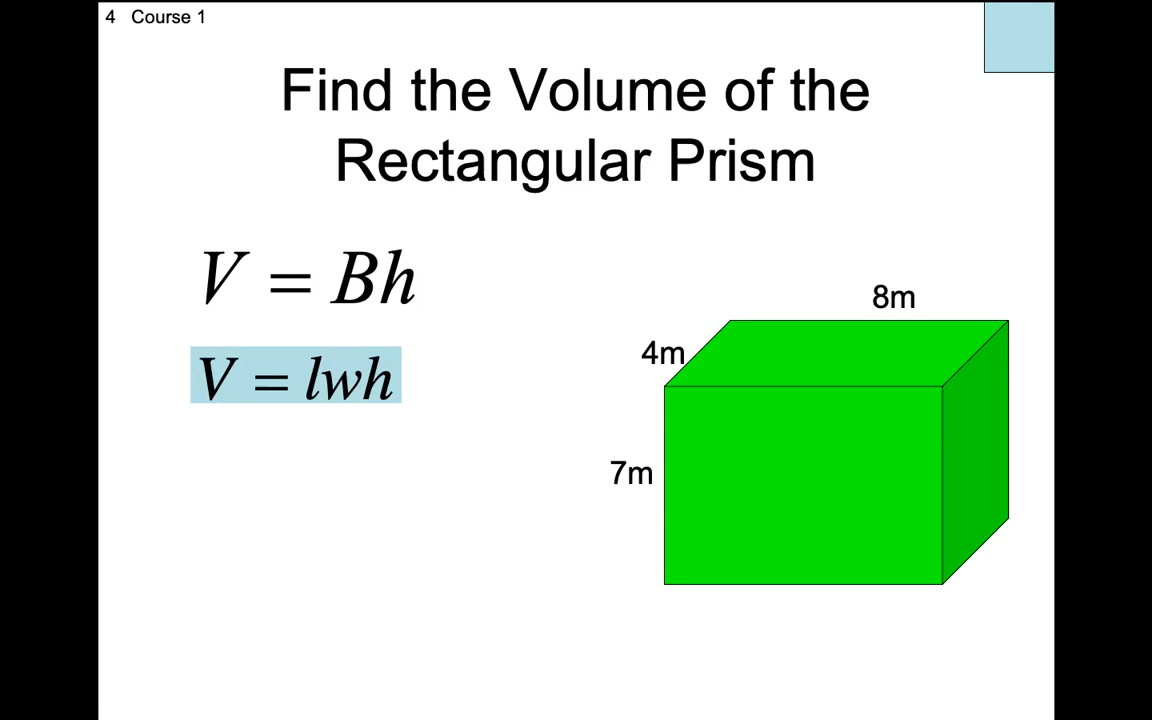 4 Course 1
Find the Volume of the
Rectangular Prism
V = Bh
V = lwh
8m
4m
7m